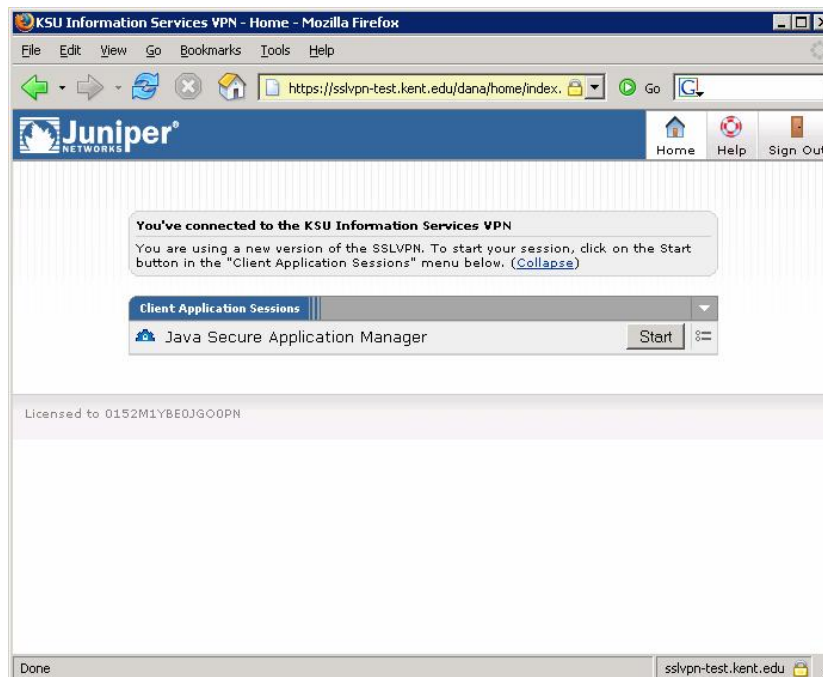 KSU Information Services VPN - Home - Mozilla Firefox
File Edit View Go Bookmarks Tools Help
https://sslvpn-test.kent.edu/dana/home/index. Go G
Juniper®
NETWORKS
Home Help Sign Out
You've connected to the KSU Information Services VPN
You are using a new version of the SSLVPN. To start your session, click on the Start
button in the "Client Application Sessions" menu below. (Collapse)
Client Application Sessions
Java Secure Application Manager Start
Licensed to 0152M1YBE0JGO0PN
Done sslvpn-test.kent.edu